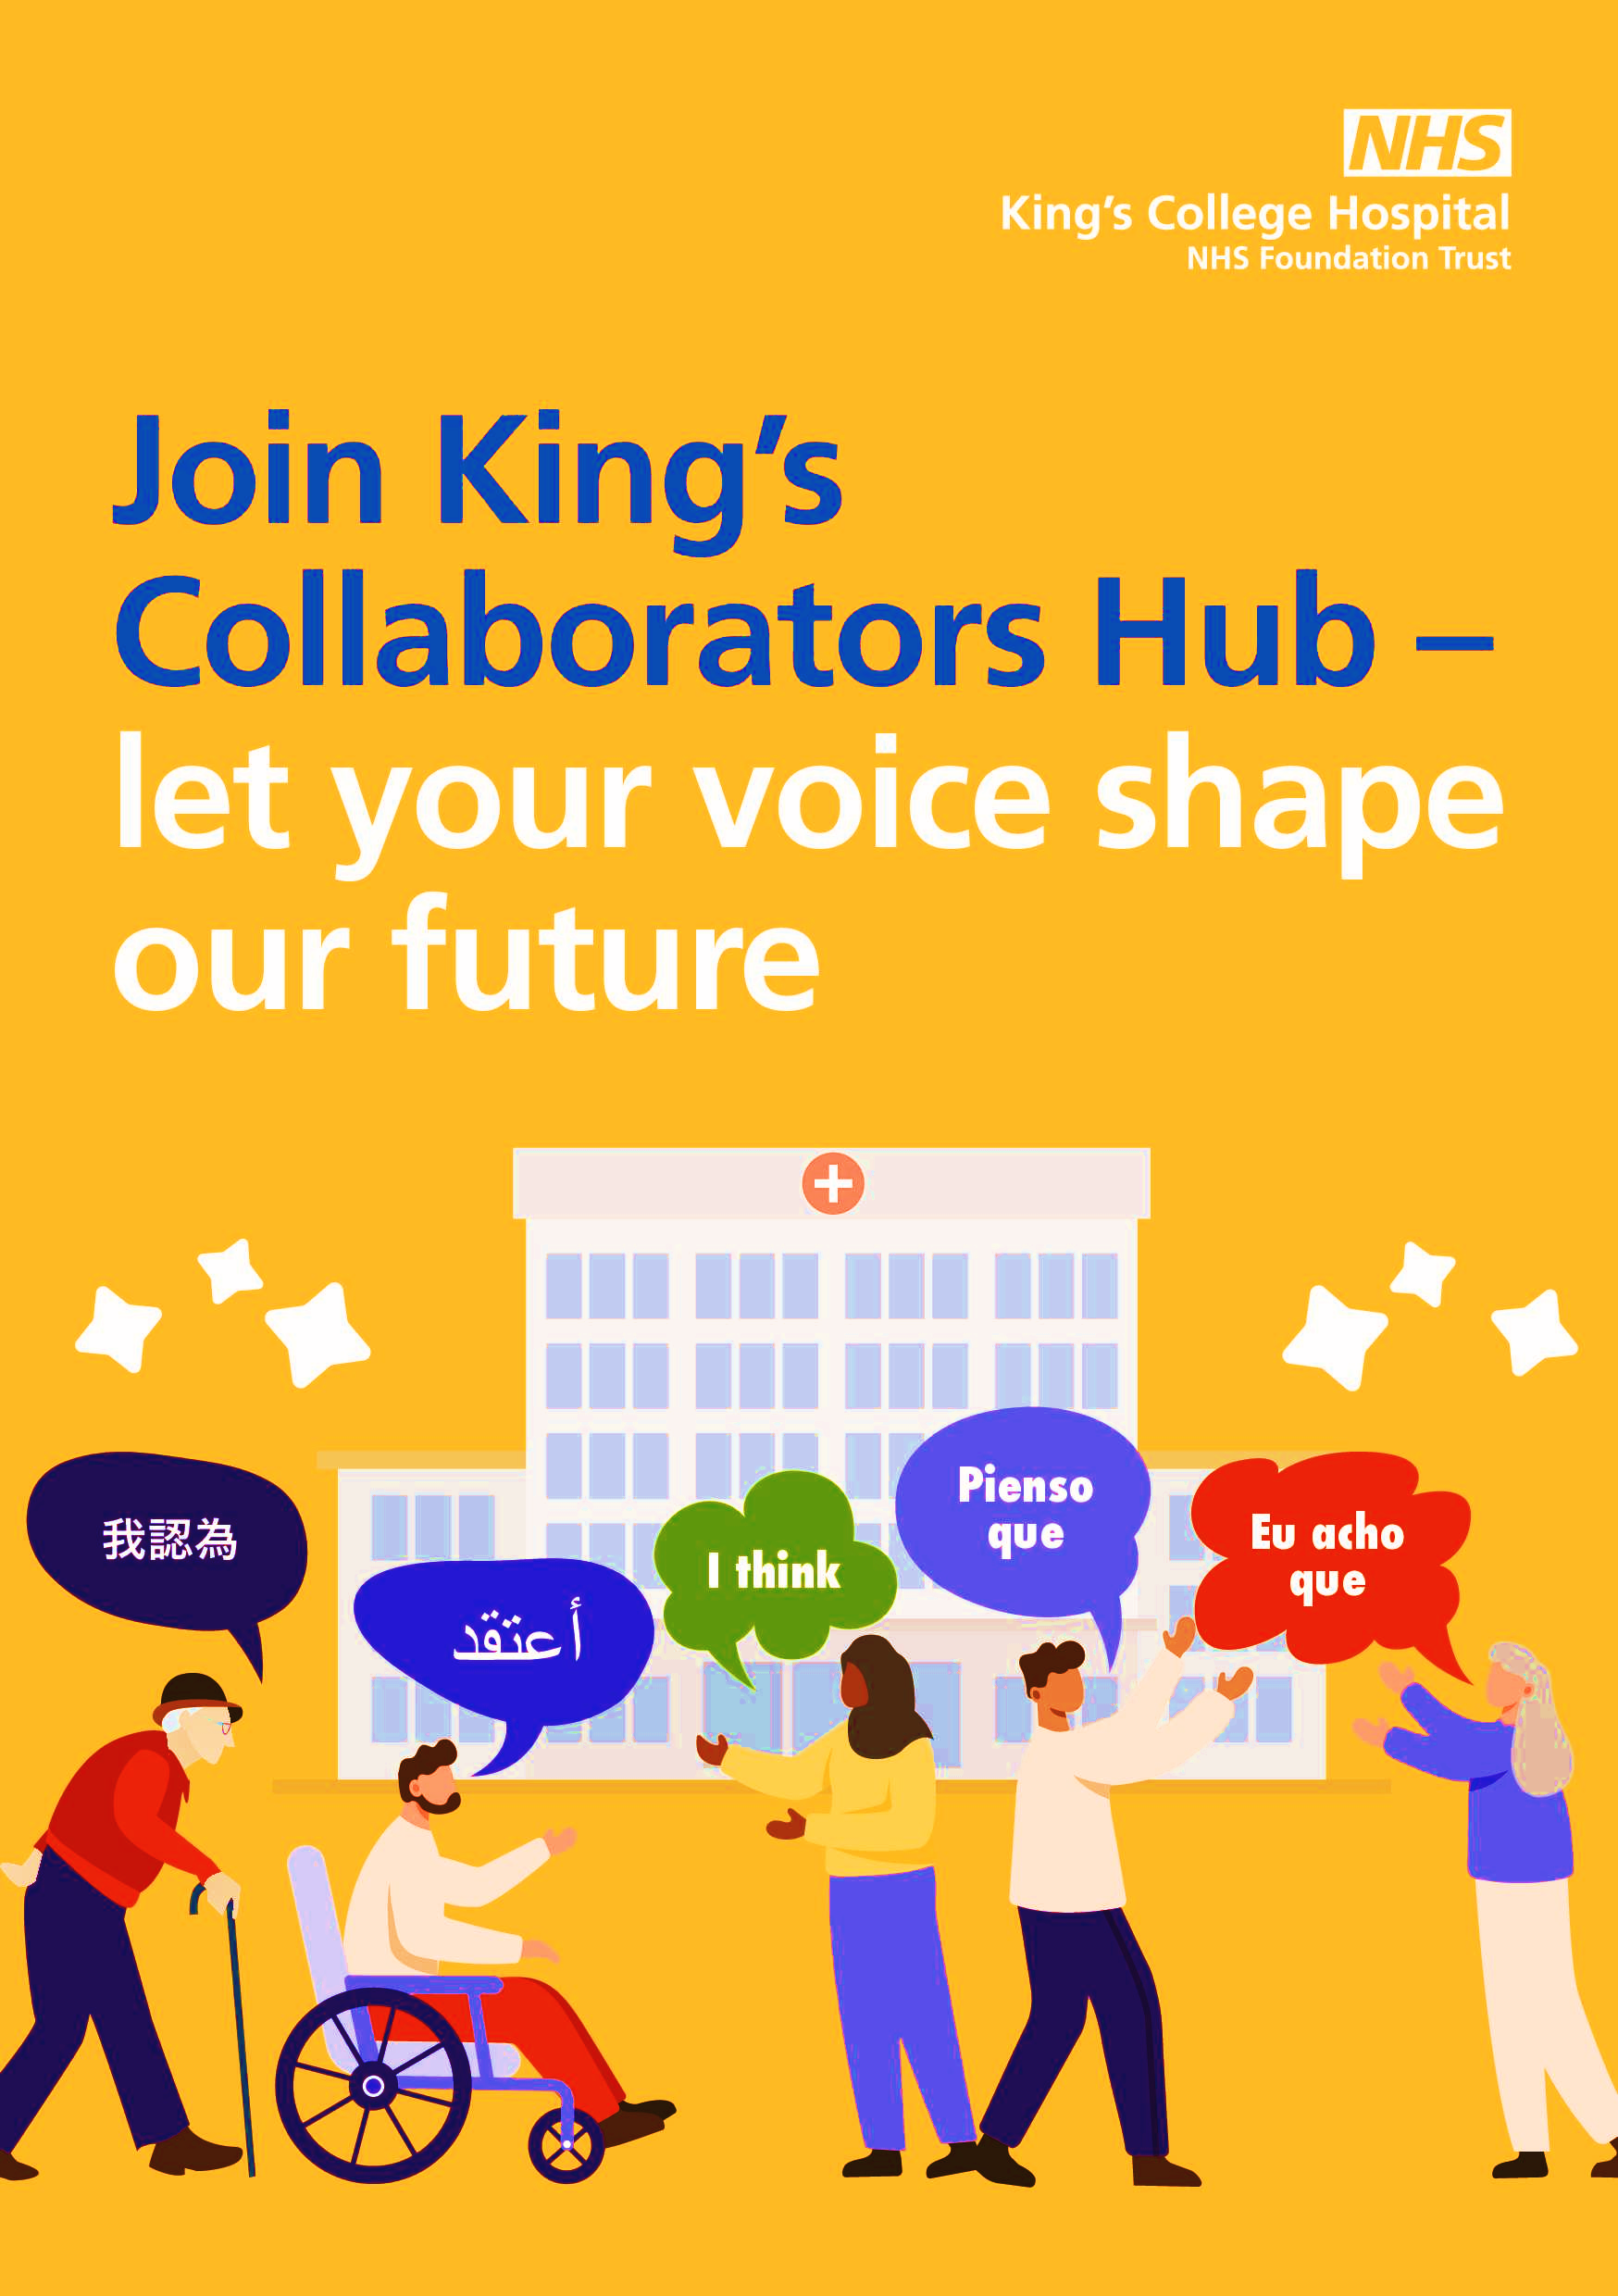 NHS
King’s College Hospital
NHS Foundation Trust
Join King’s
Collaborators Hub –
let your voice shape
our future
我認為
أعتقد
I think
Pienso
que
Eu acho
que